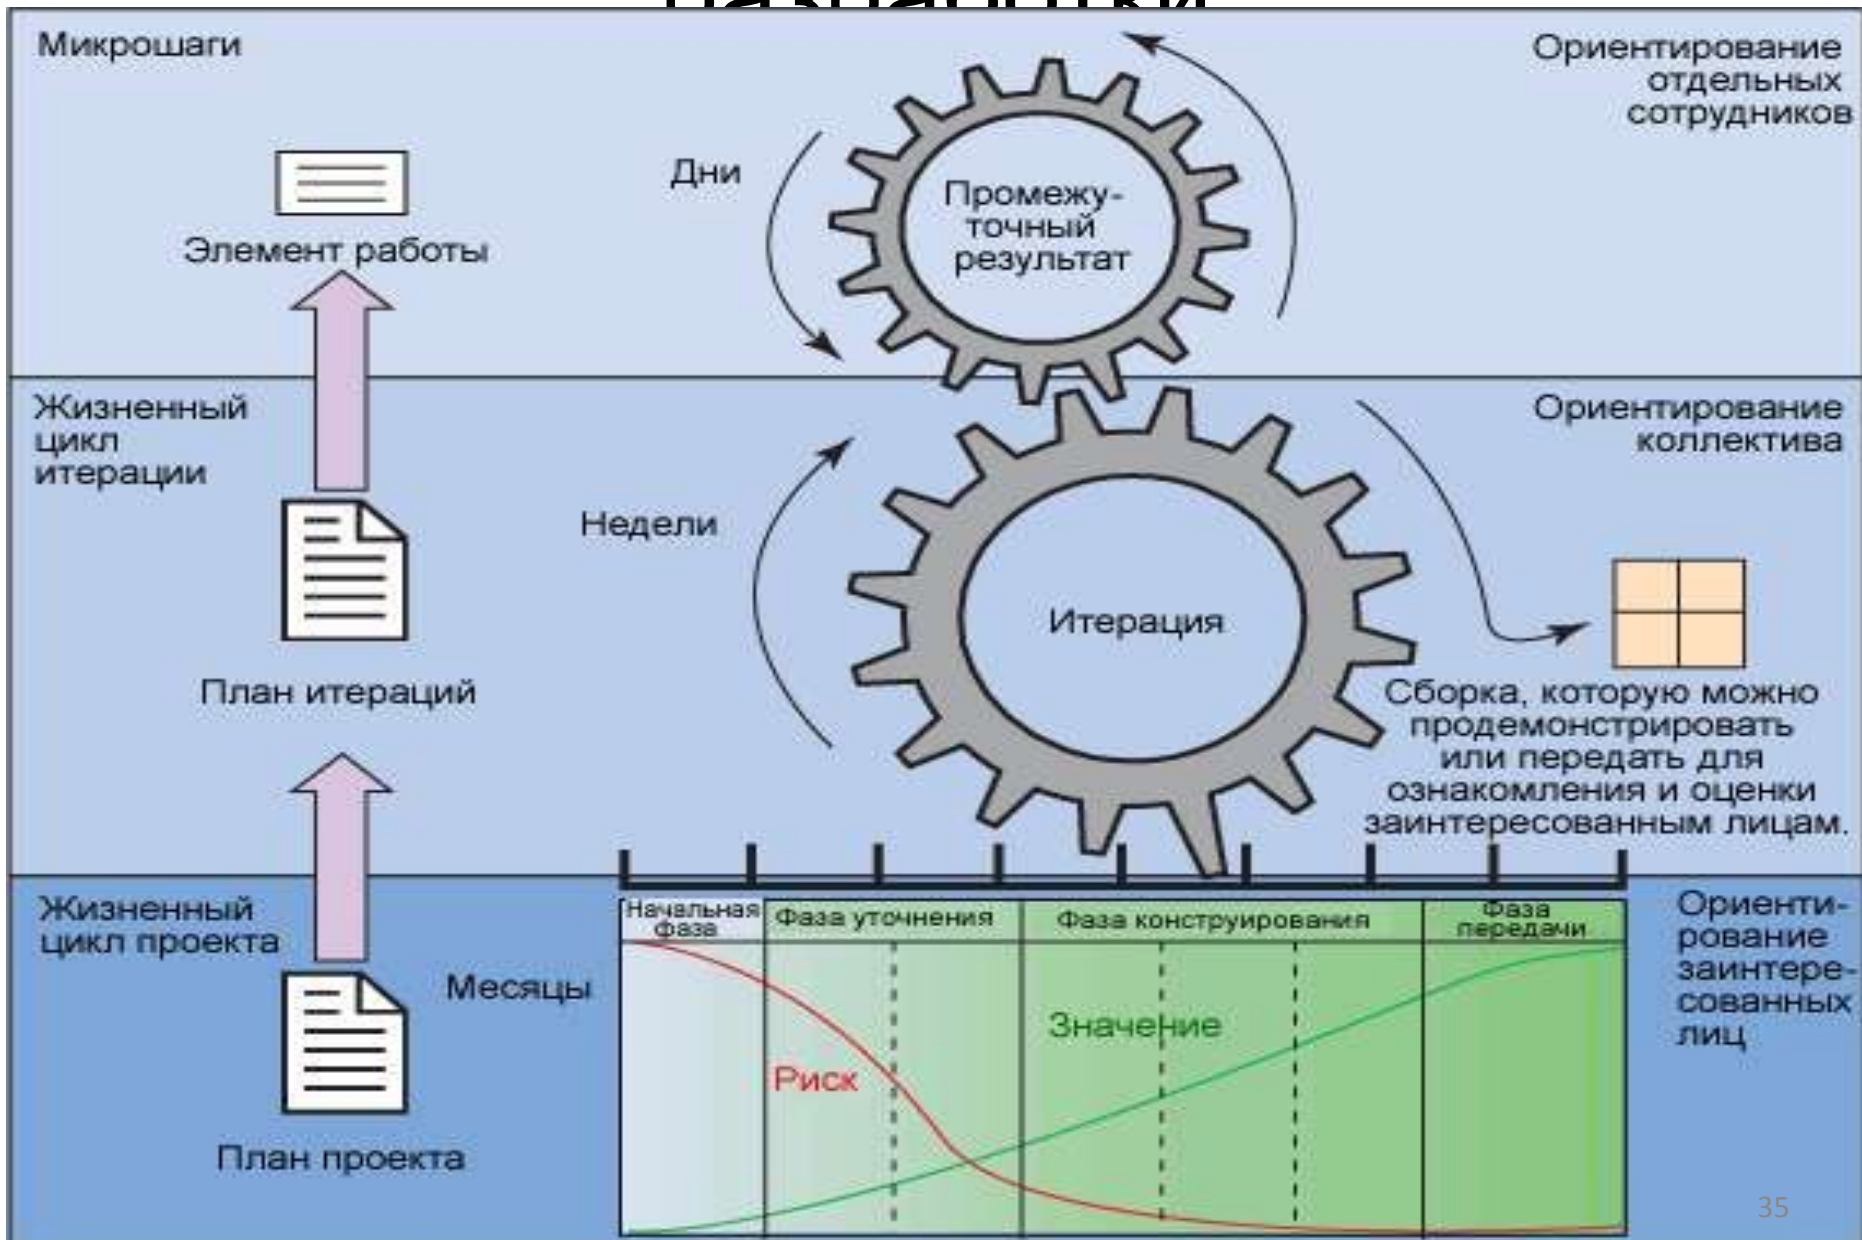 Микрошаги
Ориентирование
отдельных
сотрудников
Дни
Промежу-
точный
результат
Элемент работы
Жизненный
цикл
итерации
Ориентирование
коллектива
Недели
Итерация
План итераций
Сборка, которую можно
продемонстрировать
или передать для
ознакомления и оценки
заинтересованным лицам.
Жизненный
цикл проекта
Месяцы
План проекта
Начальная
фаза
Фаза уточнения
Фаза конструирования
Фаза
передачи
Значение
Риск
Ориенти-
рование
заинтере-
сованных
лиц
35